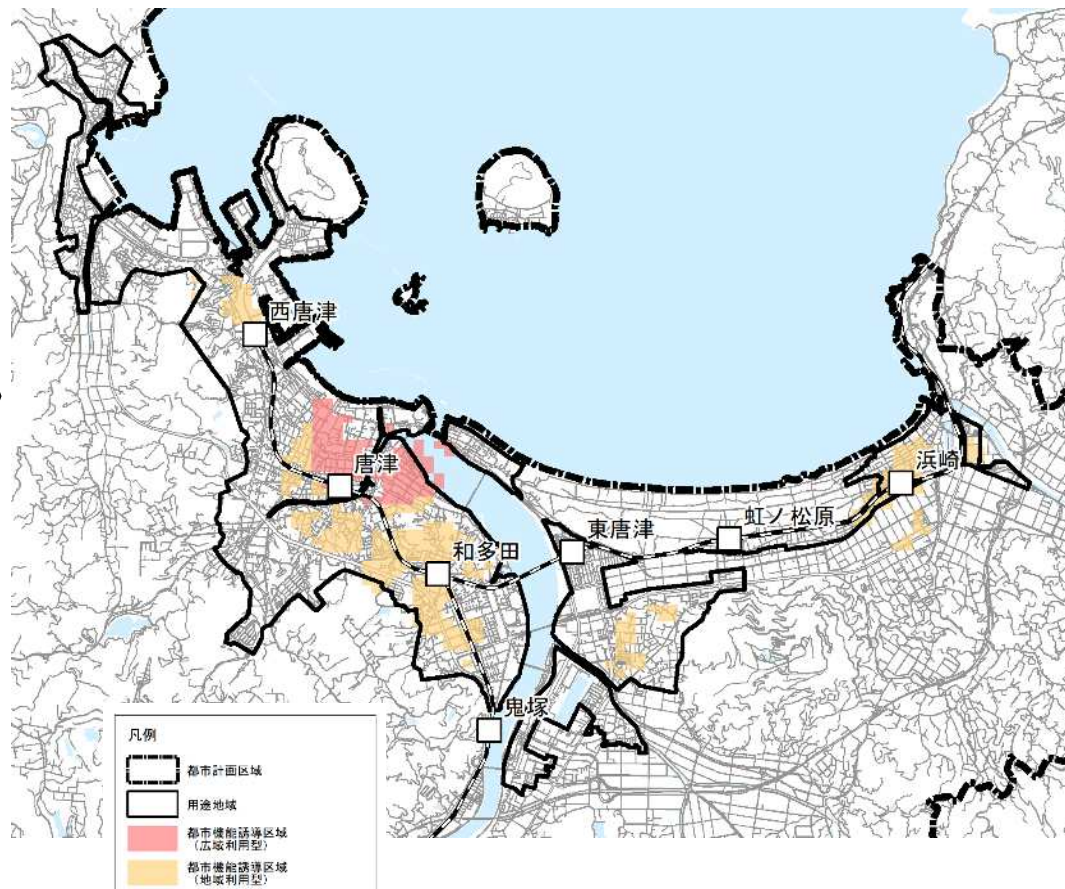 西唐津
唐津
浜崎
虹ノ松原
東唐津
和多田
鬼塚
凡例
都市計画区域
用途地域
都市機能誘導区域
（広域利用型）
都市機能誘導区域
（地域利用型）